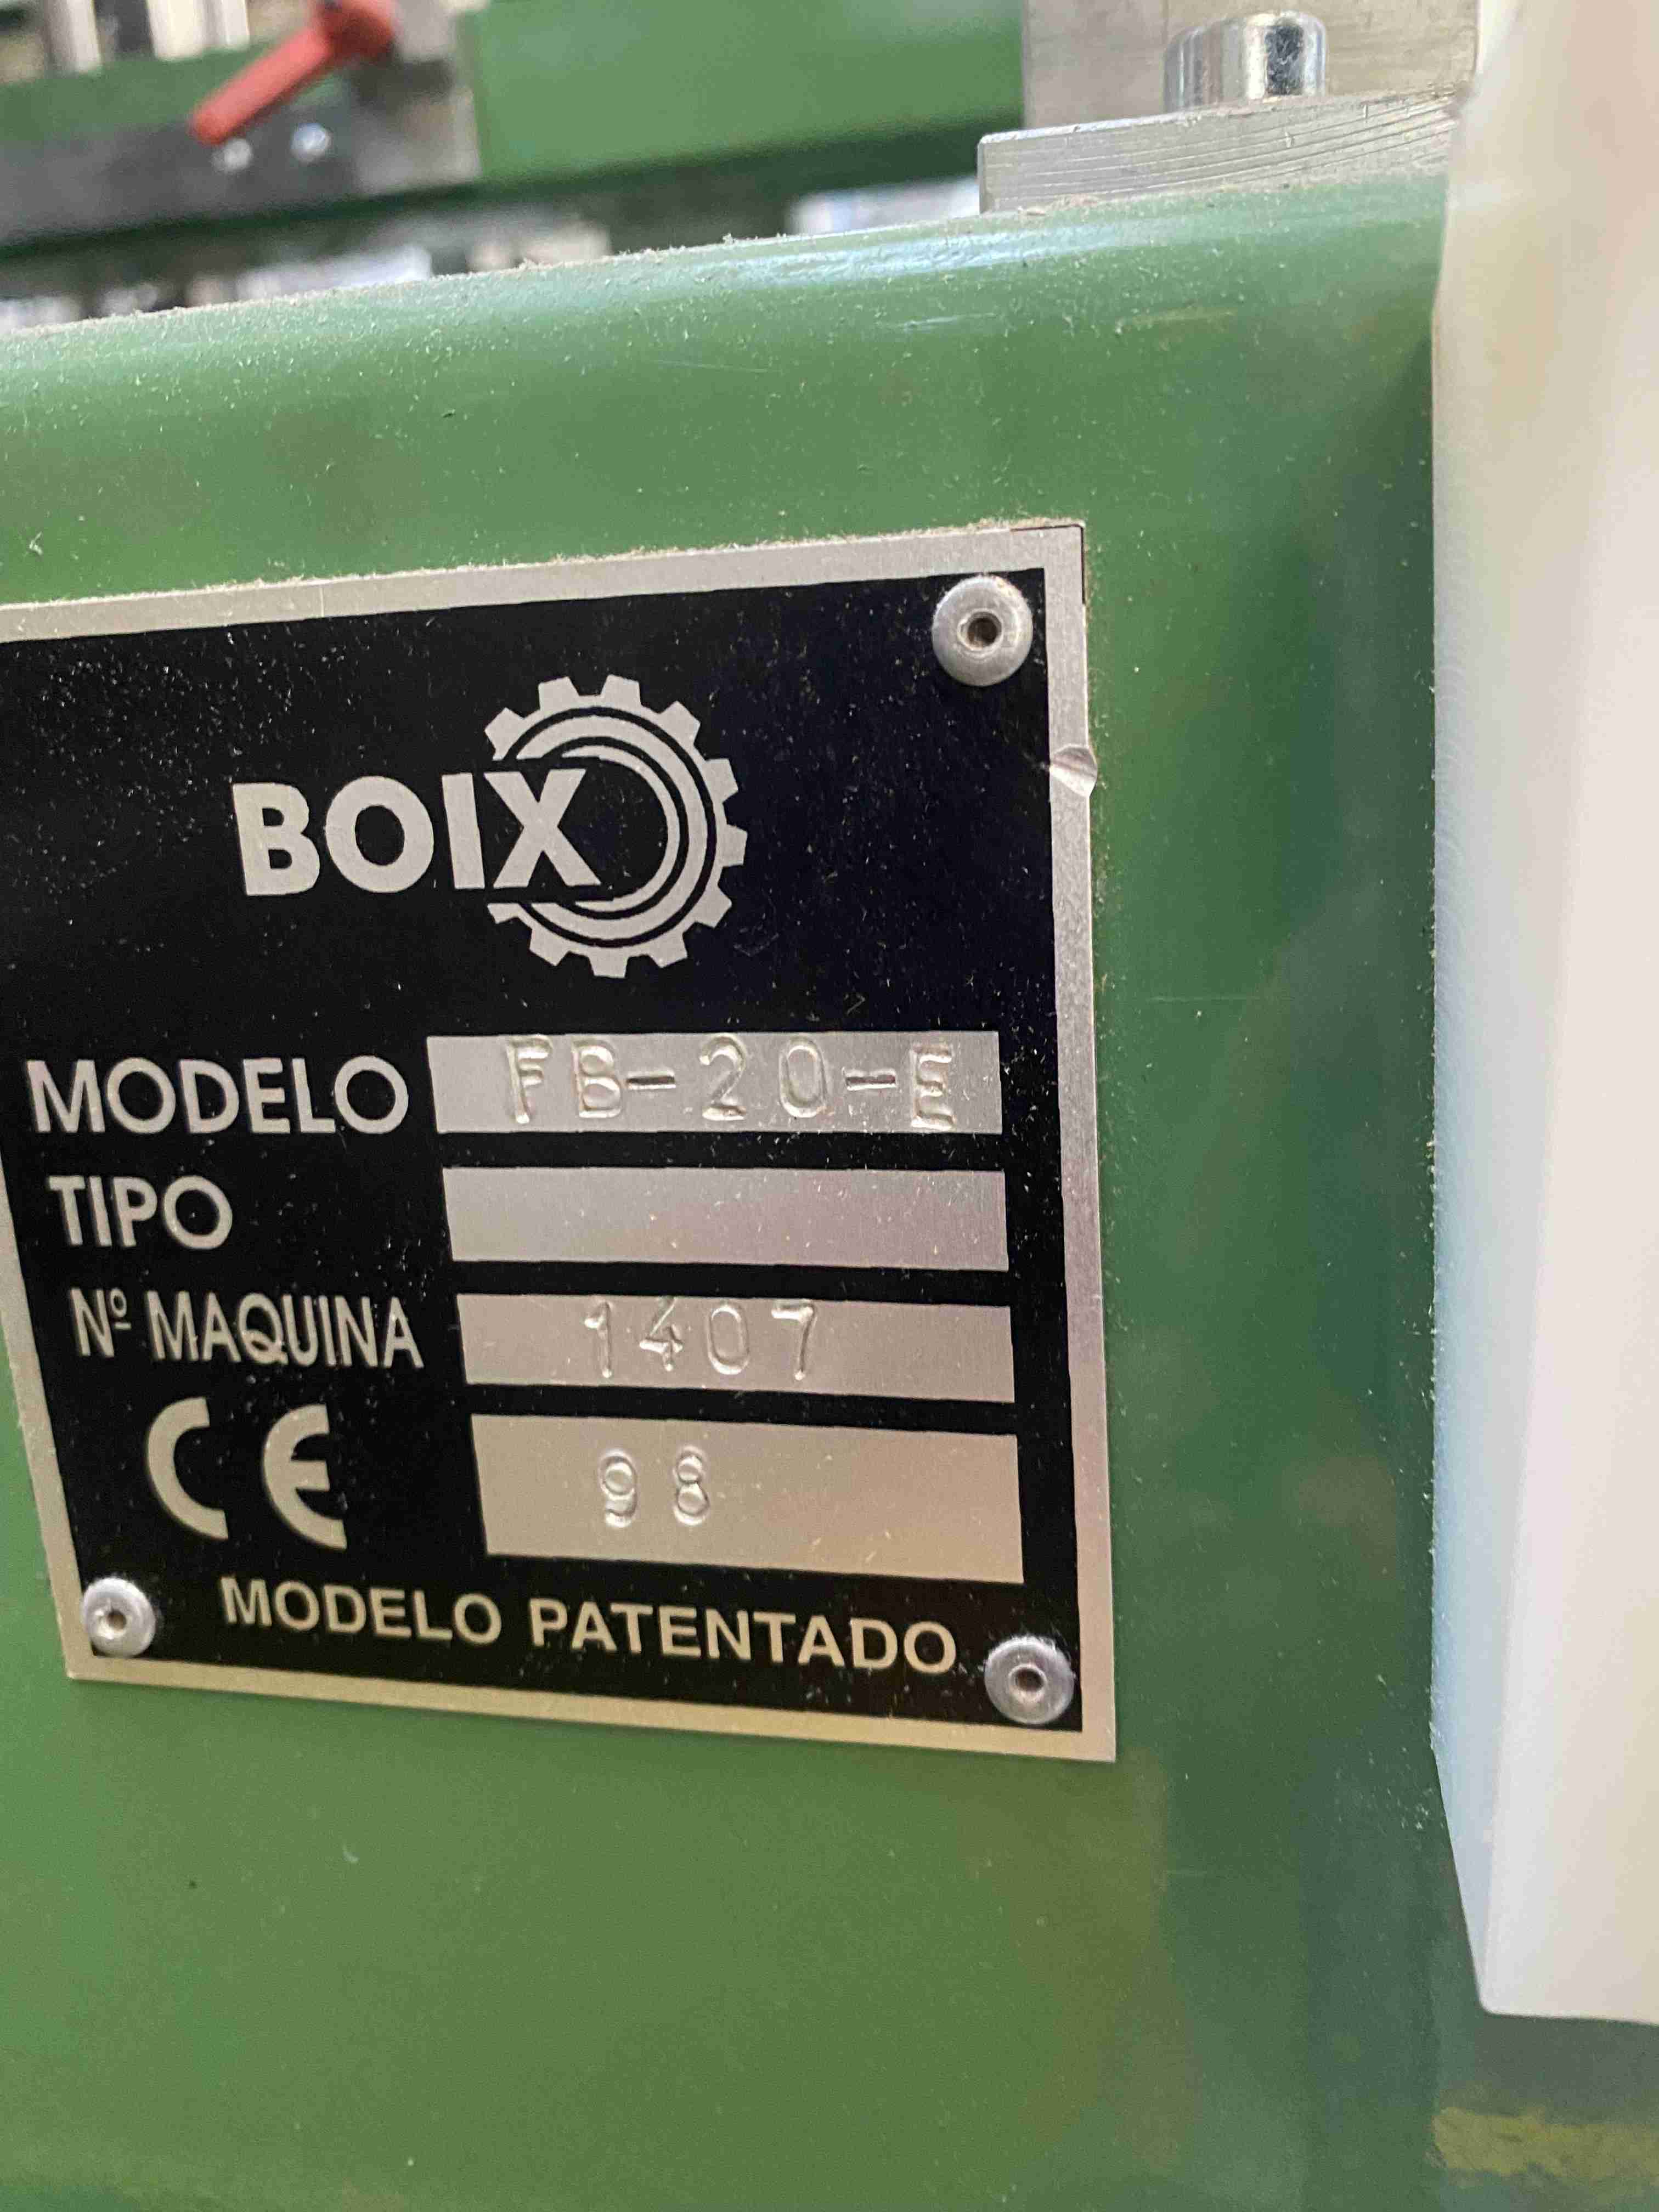 BOIX
MODELO FB-20-E
TIPO
Nº MAQUINA 1407
CE 98
MODELO PATENTADO